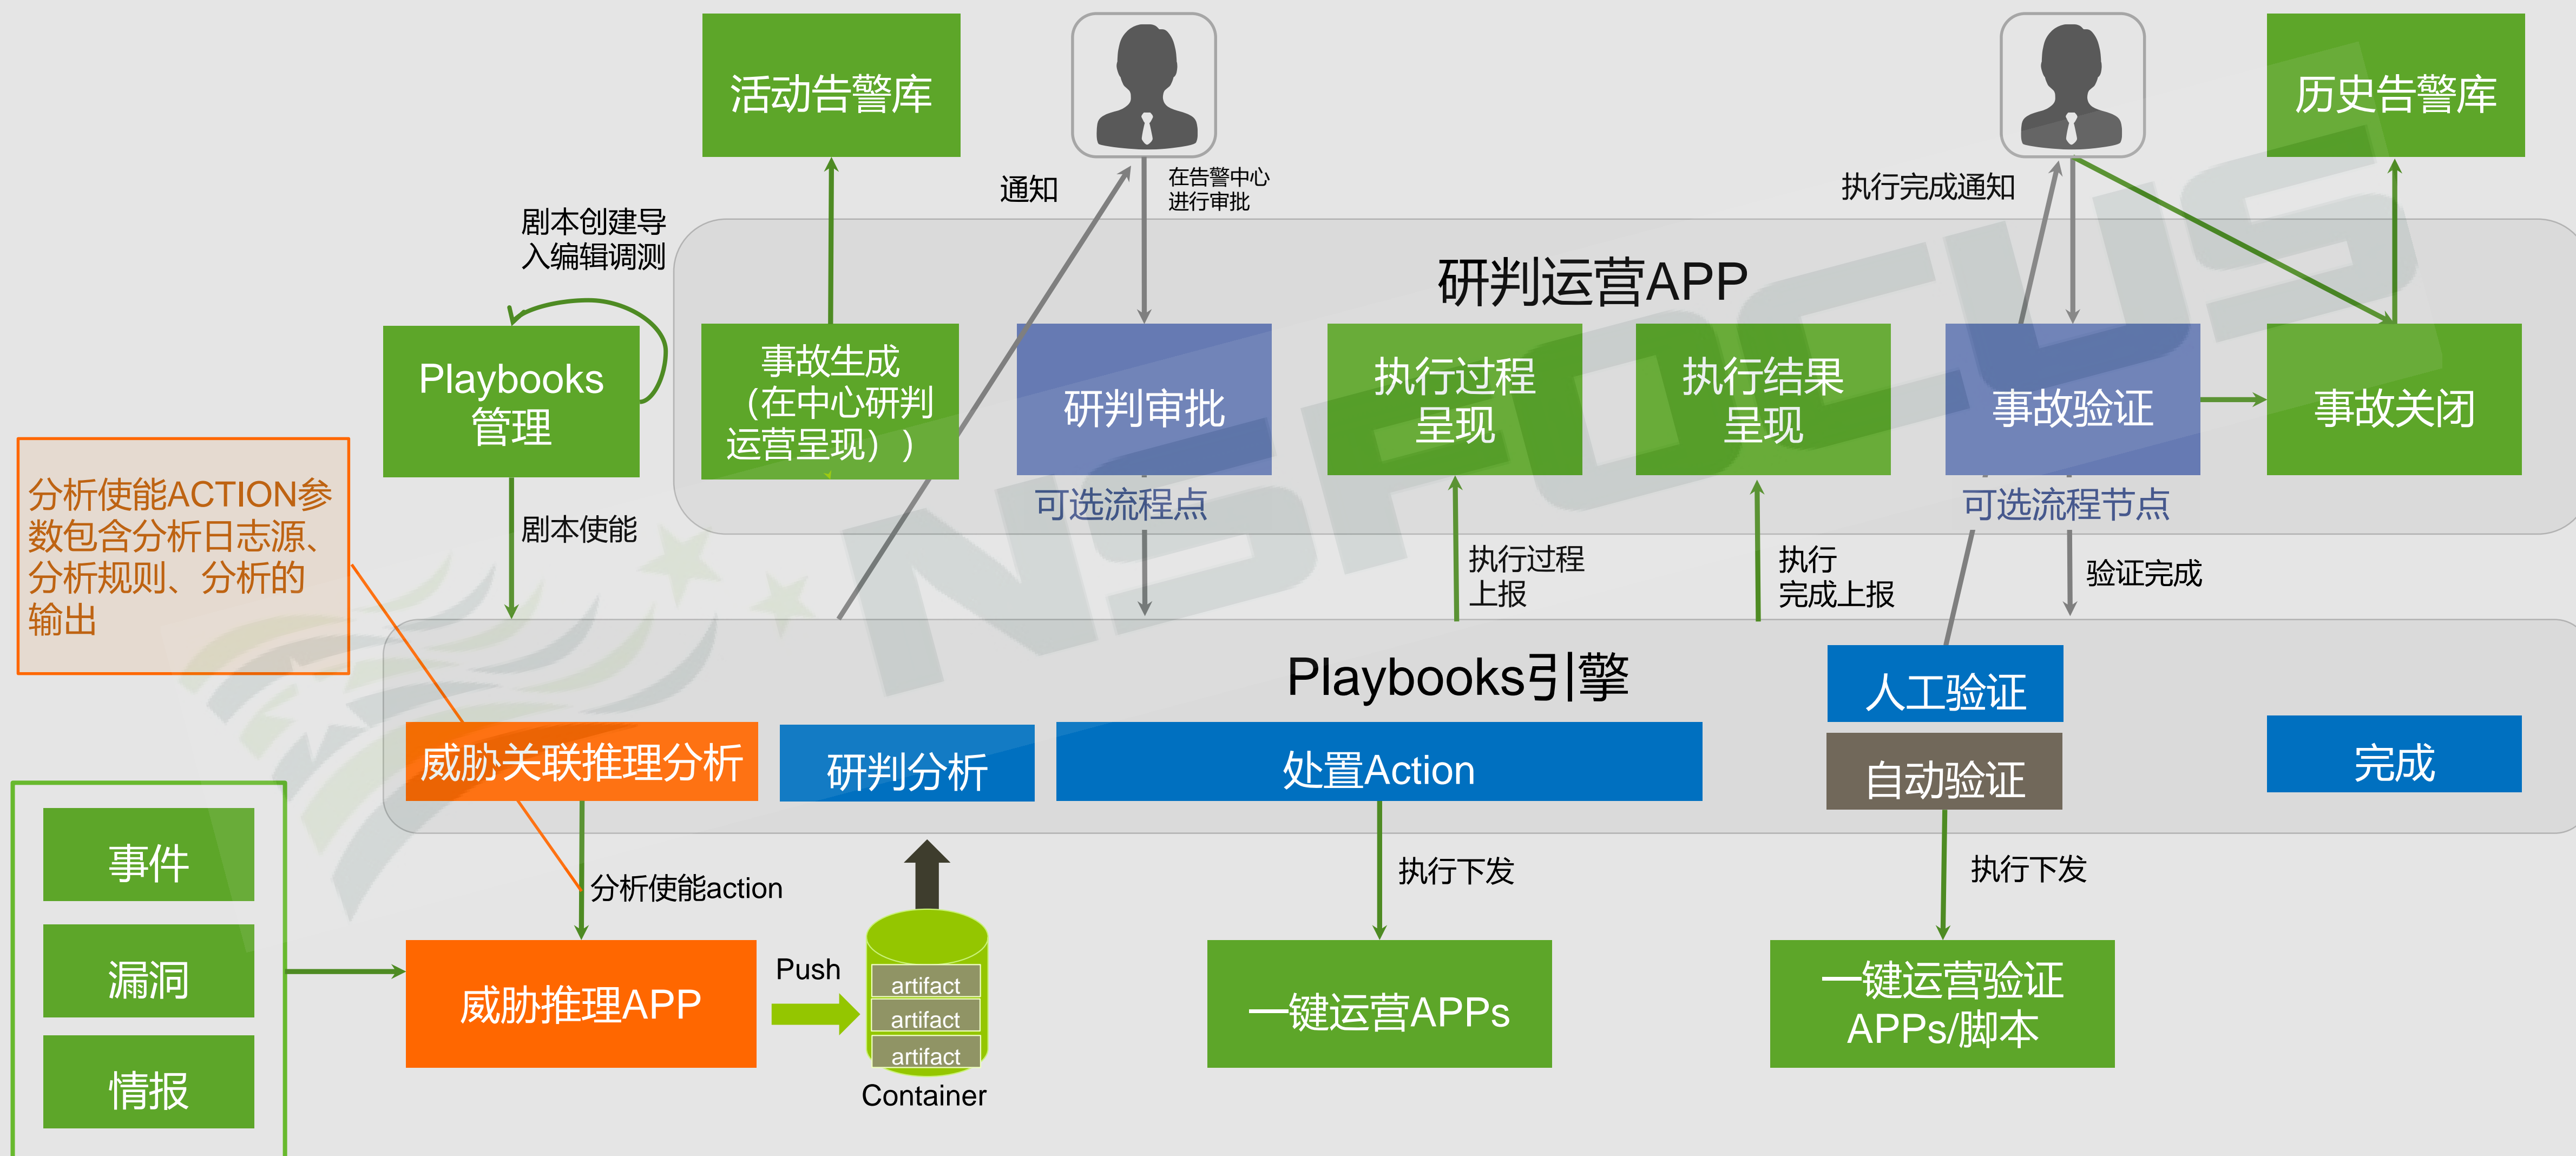 活动告警库
历史告警库
通知
在告警中心
进行审批
执行完成通知
剧本创建导
入编辑调测
研判运营APP
Playbooks
管理
事故生成
（在中心研判
运营呈现））
研判审批
执行过程
呈现
执行结果
呈现
事故验证
事故关闭
可选流程点
可选流程节点
分析使能ACTION参
数包含分析日志源、
分析规则、分析的
输出
剧本使能
执行过程
上报
执行
完成上报
验证完成
NSFOCUS
Playbooks引擎
威胁关联推理分析
研判分析
处置Action
人工验证
自动验证
完成
事件
漏洞
情报
分析使能action
执行下发
执行下发
威胁推理APP
Push
artifact
artifact
artifact
Container
一键运营APPs
一键运营验证
APPs/脚本